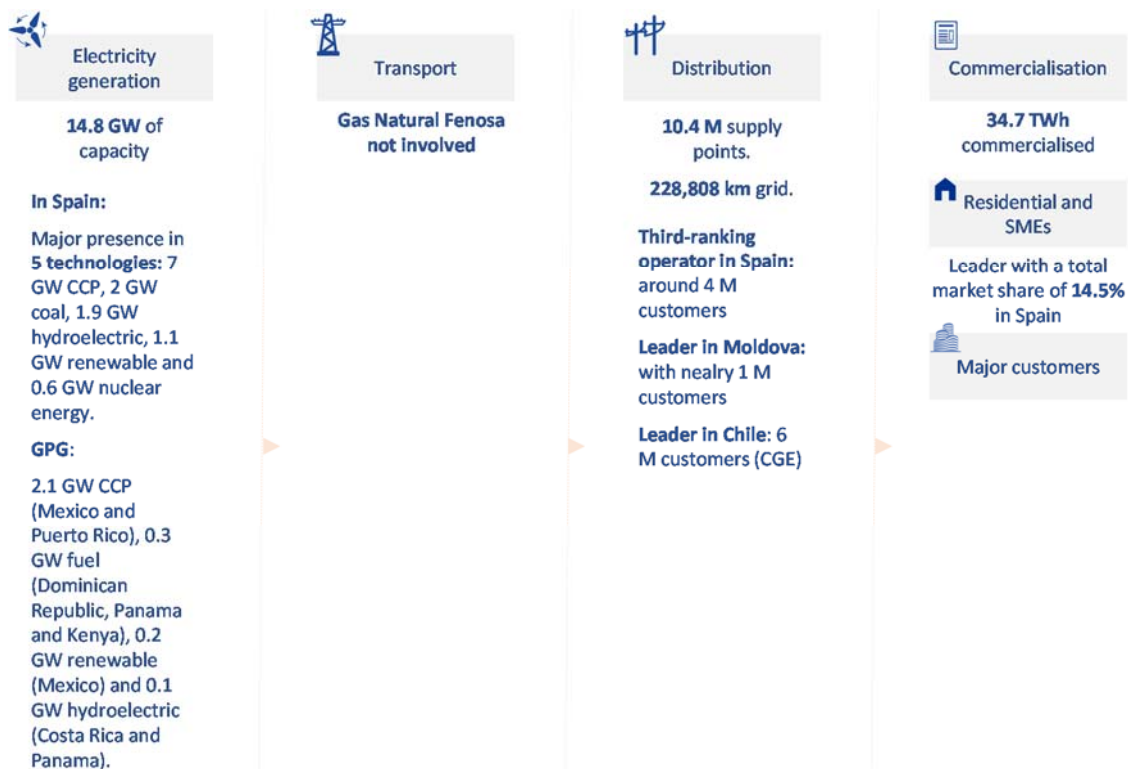 Electricity
generation
14.8 GW of
capacity
In Spain:
Major presence in
5 technologies: 7
GW CCP, 2 GW
coal, 1.9 GW
hydroelectric, 1.1
GW renewable and
0.6 GW nuclear
energy.
GPG:
2.1 GW CCP
(Mexico and
Puerto Rico), 0.3
GW fuel
(Dominican
Republic, Panama
and Kenya), 0.2
GW renewable
(Mexico) and 0.1
GW hydroelectric
(Costa Rica and
Panama).
Transport
Gas Natural Fenosa
not involved
Distribution
10.4 M supply
points.
228,808 km grid.
Third-ranking
operator in Spain:
around 4 M
customers
Leader in Moldova:
with nealry 1 M
customers
Leader in Chile: 6
M customers (CGE)
Commercialisation
34.7 TWh
commercialised
Residential and
SMEs
Leader with a total
market share of 14.5%
in Spain
Major customers